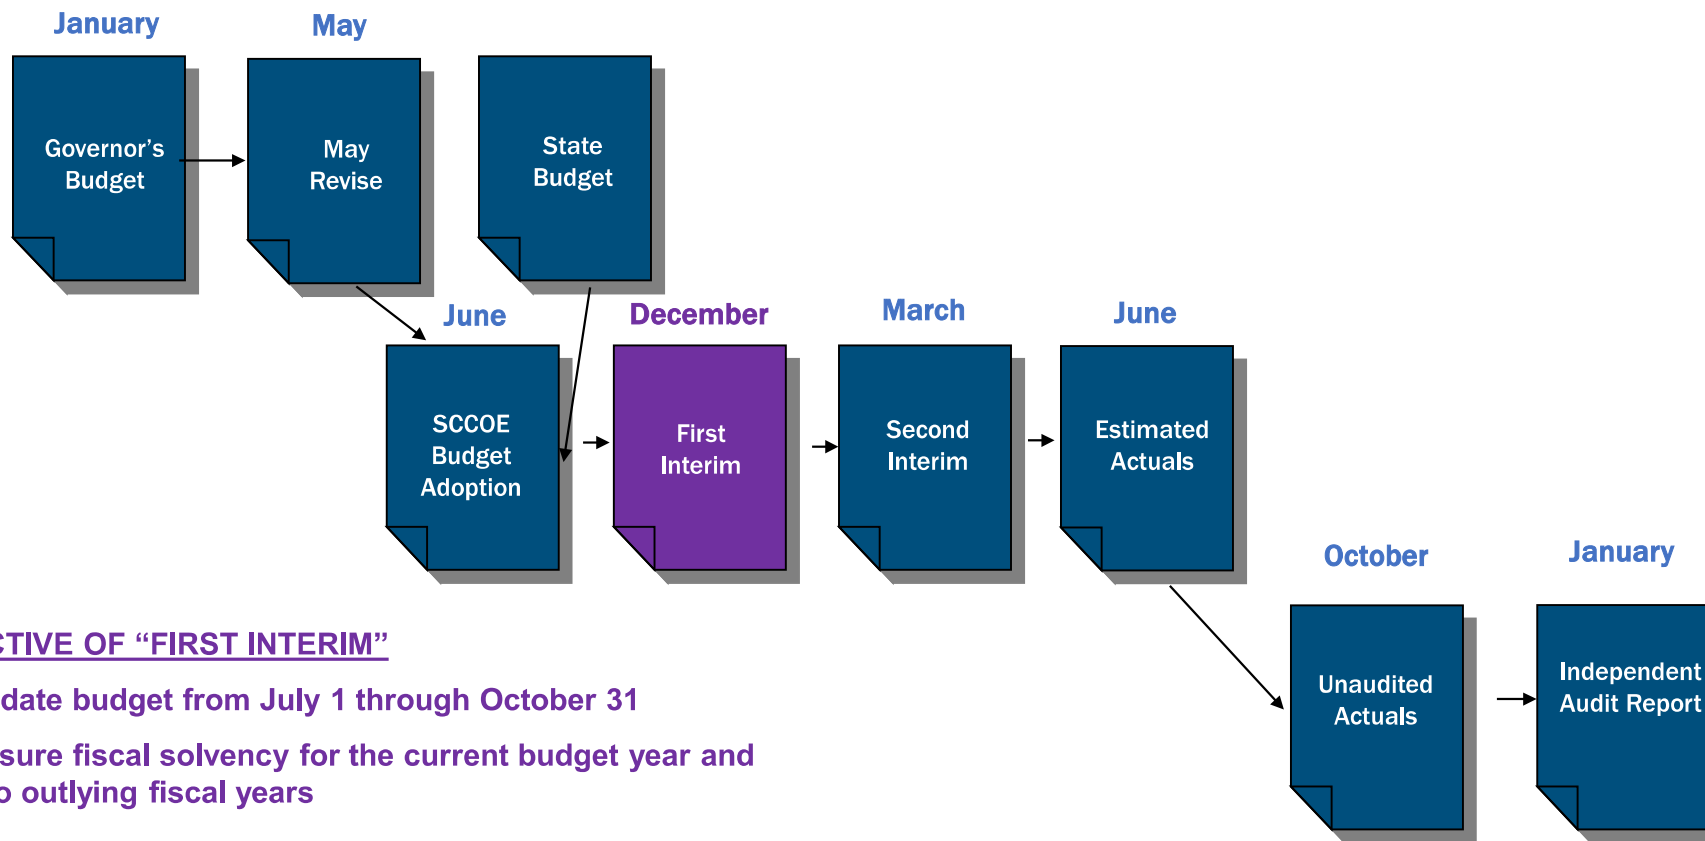 January
May
Governor's
Budget
May
Revise
State
Budget
June
December
March
June
SCCOE
Budget
Adoption
First
Interim
Second
Interim
Estimated
Actuals
October
January
Unaudited
Actuals
Independent
Audit Report
CTIVE OF “FIRST INTERIM”
date budget from July 1 through October 31
sure fiscal solvency for the current budget year and
o outlying fiscal years